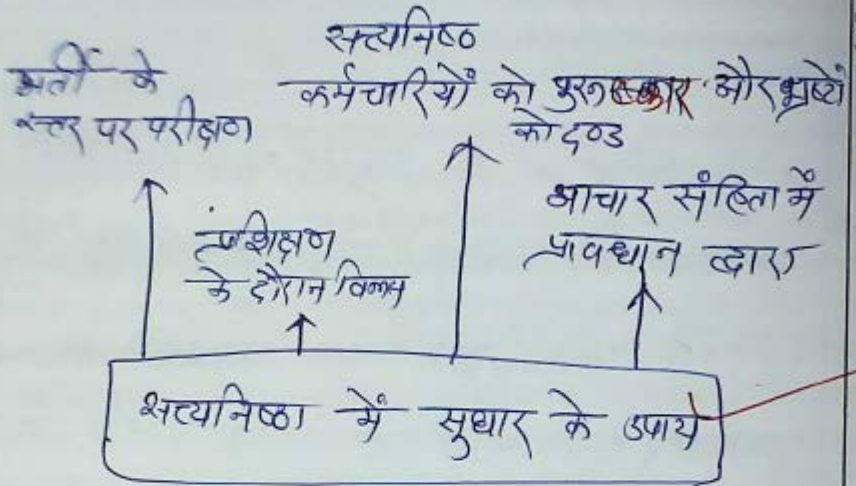 भर्ती के
स्तर पर परीक्षण
सत्यनिष्ठ
कर्मचारियों को पुरुस्कार और भ्रष्टों
को दण्ड
प्रशिक्षण
के दौरान
आचार संहिता में
प्रावधान द्वारा
सत्यनिष्ठा में सुधार के उपाय